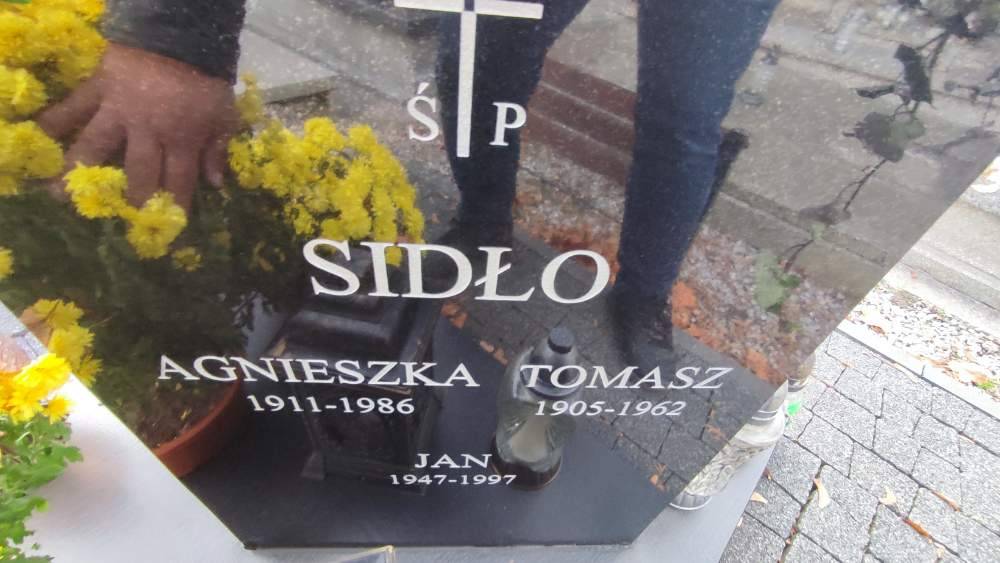 Ś P
SIDŁO
AGNIESZKA TOMASZ
1911-1986 1905-1962
JAN
1947-1997